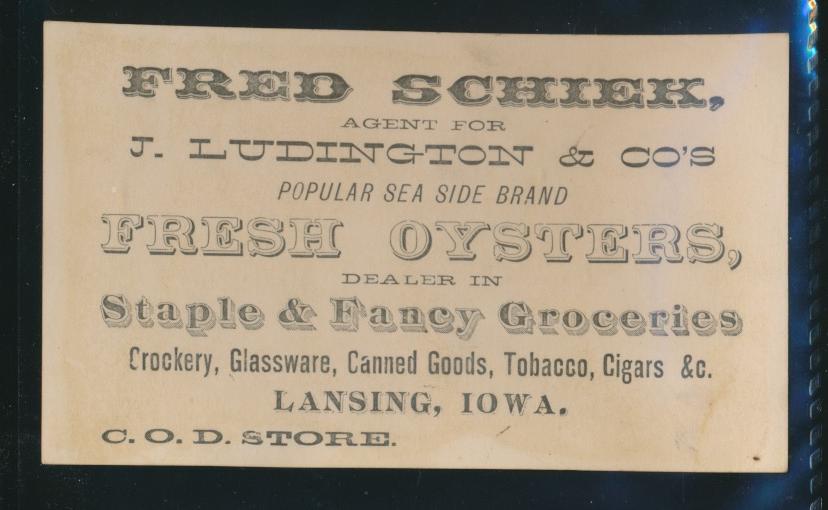 FRED SCHIEK,
AGENT FOR
J. LUDINGTON & CO'S
POPULAR SEA SIDE BRAND
FRESH OYSTERS,
DEALER IN
Staple & Fancy Groceries
Crockery, Glassware, Canned Goods, Tobacco, Cigars &c.
LANSING, IOWA.
C. O. D. STORE.